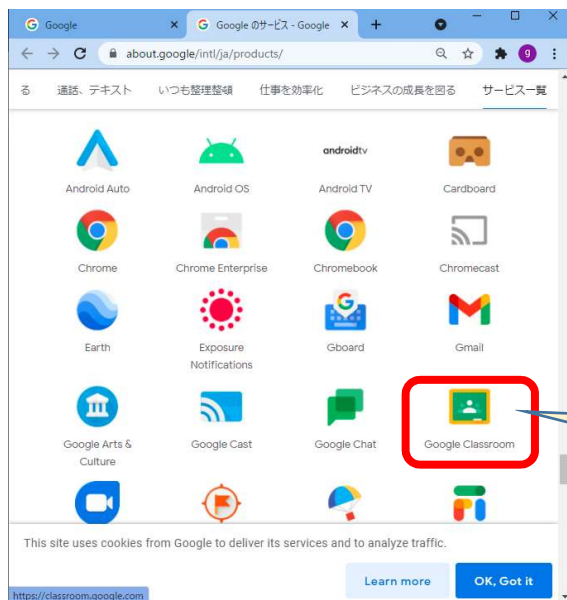 Google
Google のサービス - Google
about.google/intl/ja/products/
g
る 通話、テキスト いつも整理整頓 仕事を効率化 ビジネスの成長を図る サービス一覧
androidtv
Android Auto Android OS Android TV Cardboard
Chrome Chrome Enterprise Chromebook Chromecast
Earth Exposure Notifications Gboard Gmail
Google Arts & Culture Google Cast Google Chat Google Classroom
This site uses cookies from Google to deliver its services and to analyze traffic.
Learn more OK, Got it
https://classroom.google.com